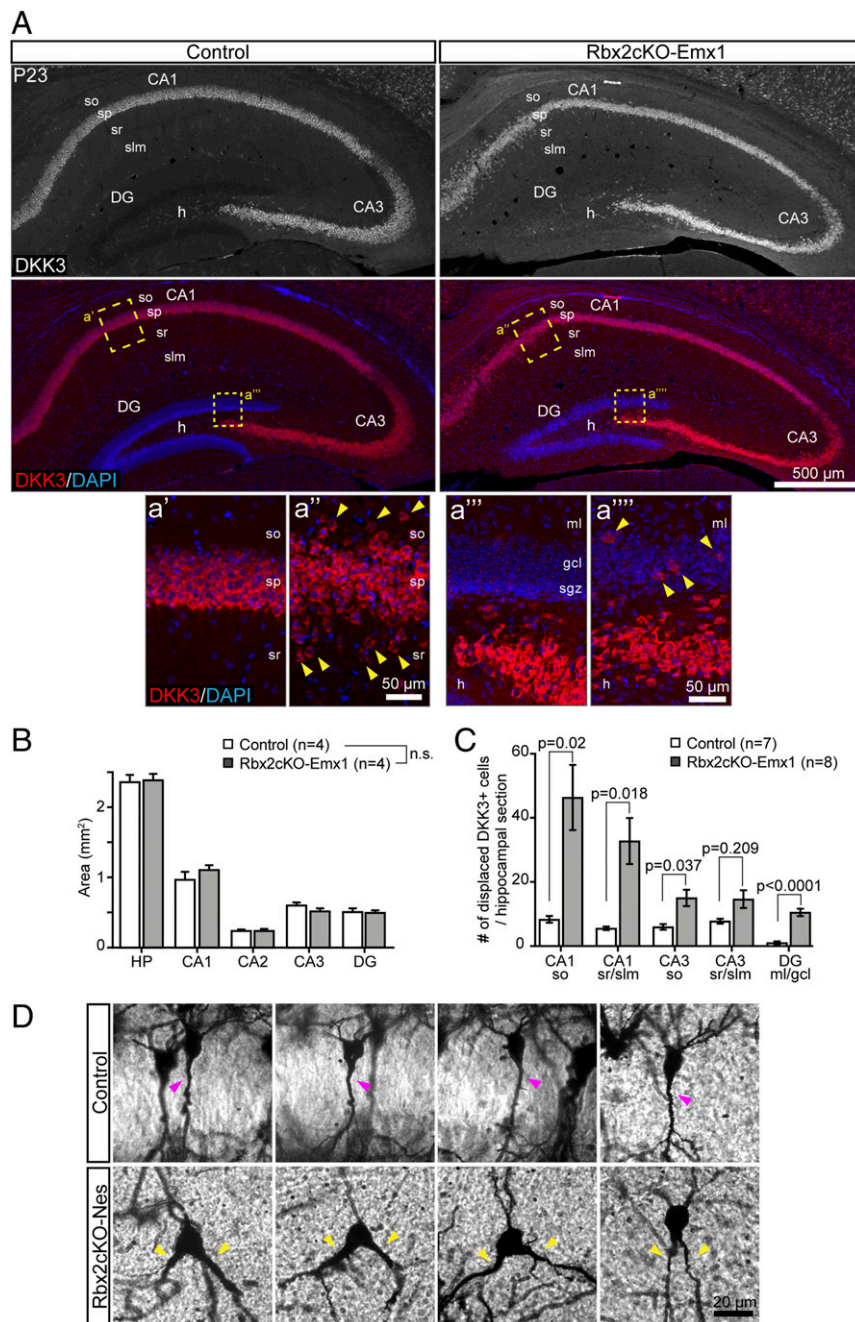 A
Control
Rbx2cKO-Emx1
P23
CA1
so
sp
sr
slm
DG
h
CA3
DKK3
CA1
so
sp
sr
slm
DG
h
CA3
a'
so
CA1
sp
sr
slm
DG
a'''
h
CA3
DKK3/DAPI
a''
so
CA1
sp
sr
slm
DG
a''''
h
CA3
500 µm
a'
so
sp
sr
DKK3/DAPI
a''
so
sp
sr
50 µm
a'''
ml
gcl
sgz
h
a''''
ml
h
50 µm
B
Control (n=4)
Rbx2cKO-Emx1 (n=4)
n.s.
Area (mm²)
2
1
0
HP CA1 CA2 CA3 DG
C
Control (n=7)
Rbx2cKO-Emx1 (n=8)
# of displaced DKK3+ cells
/ hippocampal section
60
40
20
0
p=0.02
p=0.018
p=0.037
p=0.209
p<0.0001
CA1 CA1 CA3 CA3 DG
so sr/slm so sr/slm ml/gcl
D
Control
Rbx2cKO-Nes
20 µm